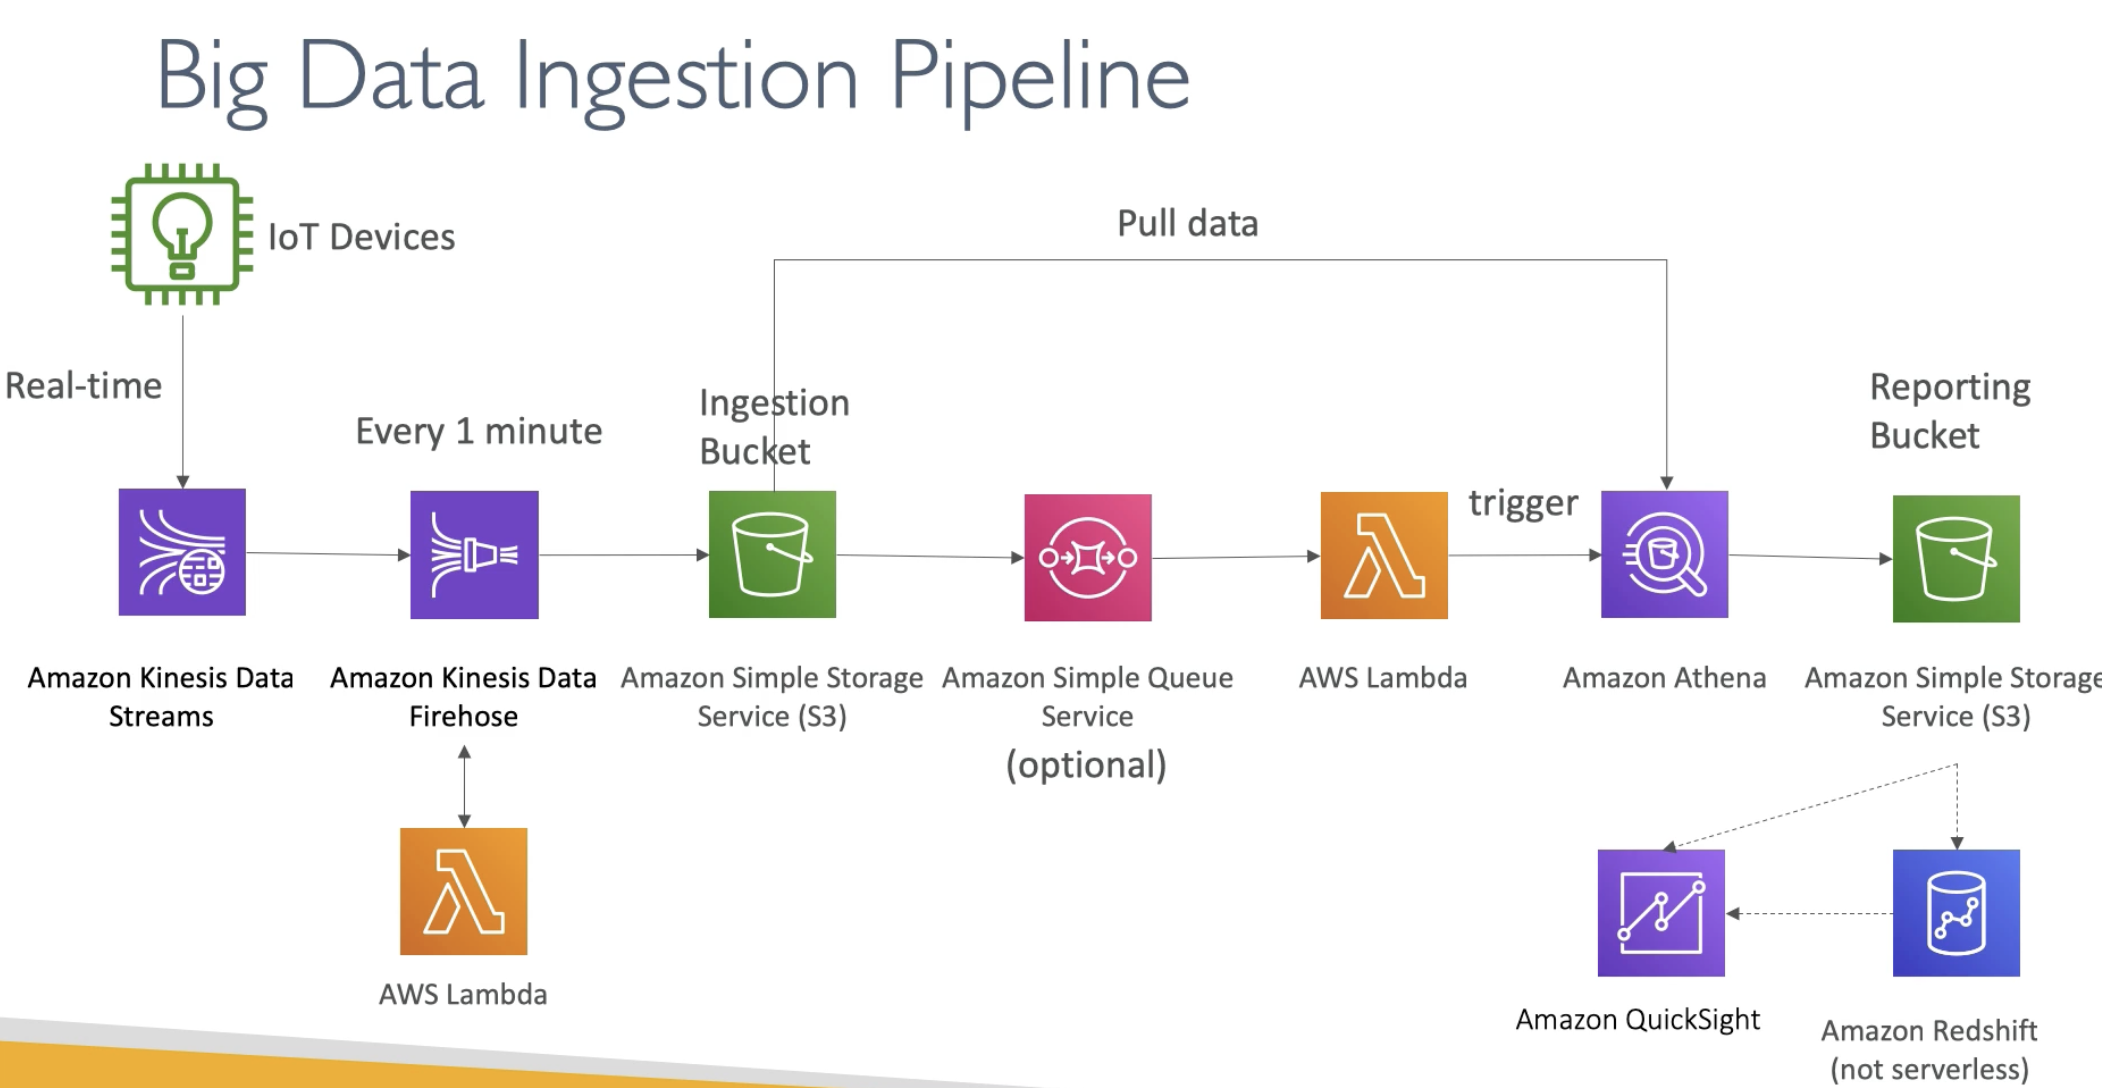 Big Data Ingestion Pipeline
IoT Devices
Pull data
Real-time
Every 1 minute
Ingestion
Bucket
trigger
Reporting
Bucket
Amazon Kinesis Data
Streams
Amazon Kinesis Data
Firehose
Amazon Simple Storage
Service (S3)
Amazon Simple Queue
Service
(optional)
AWS Lambda
Amazon Athena
Amazon Simple Storage
Service (S3)
AWS Lambda
Amazon QuickSight
Amazon Redshift
(not serverless)